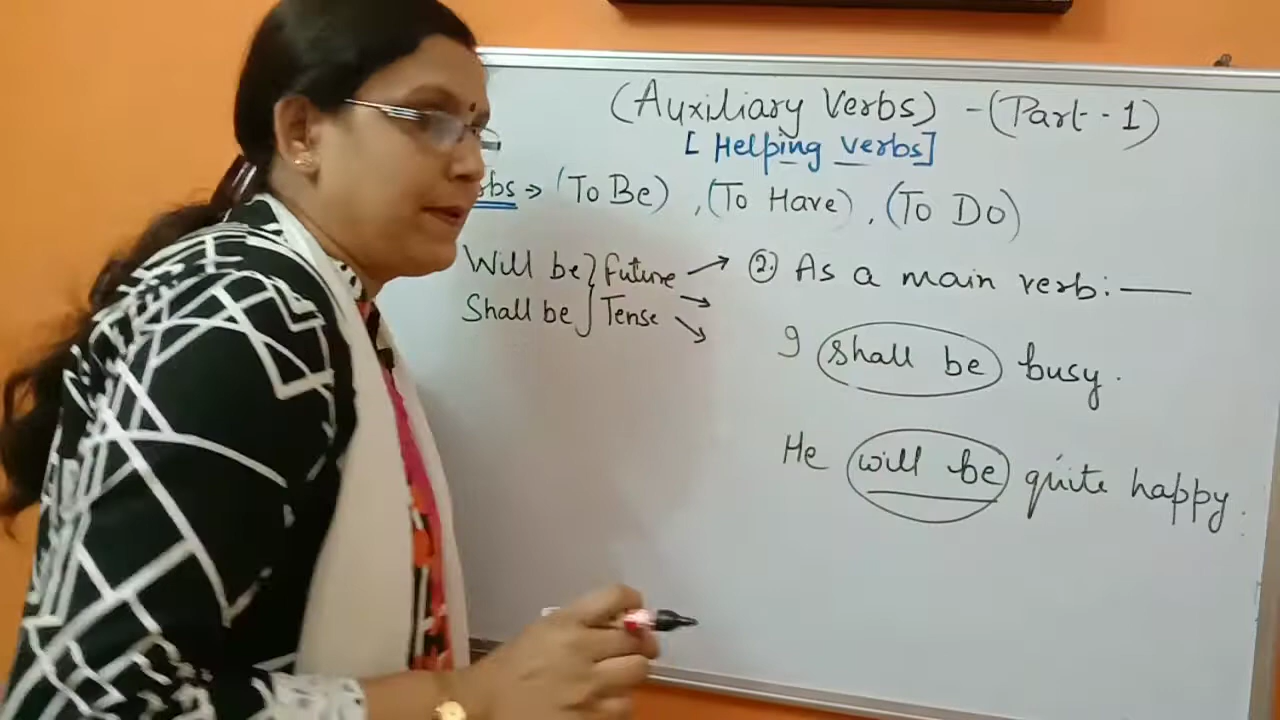 (Auxiliary Verbs) - (Part - 1)
[Helping verbs]
→ (To Be), (To Have), (To Do)
Will be } Future → ② As a main verb: —
Shall be } Tense
I shall be busy.
He will be quite happy.